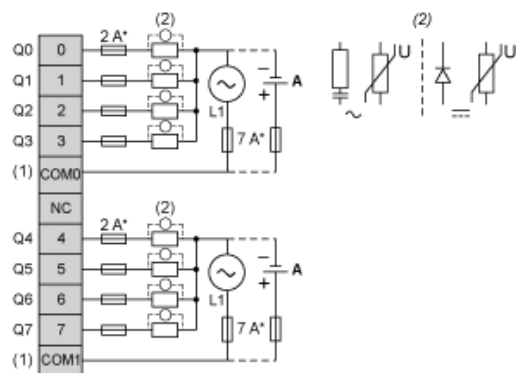 (2)
(2)
Q0 0 2 A*
Q1 1
U U
Q2 2
− A
+
Q3 3 L1
~
7 A*
(1) COM0
NC
(2)
Q4 4 2 A*
Q5 5
Q6 6
− A
+
Q7 7 L1
7 A*
(1) COM1